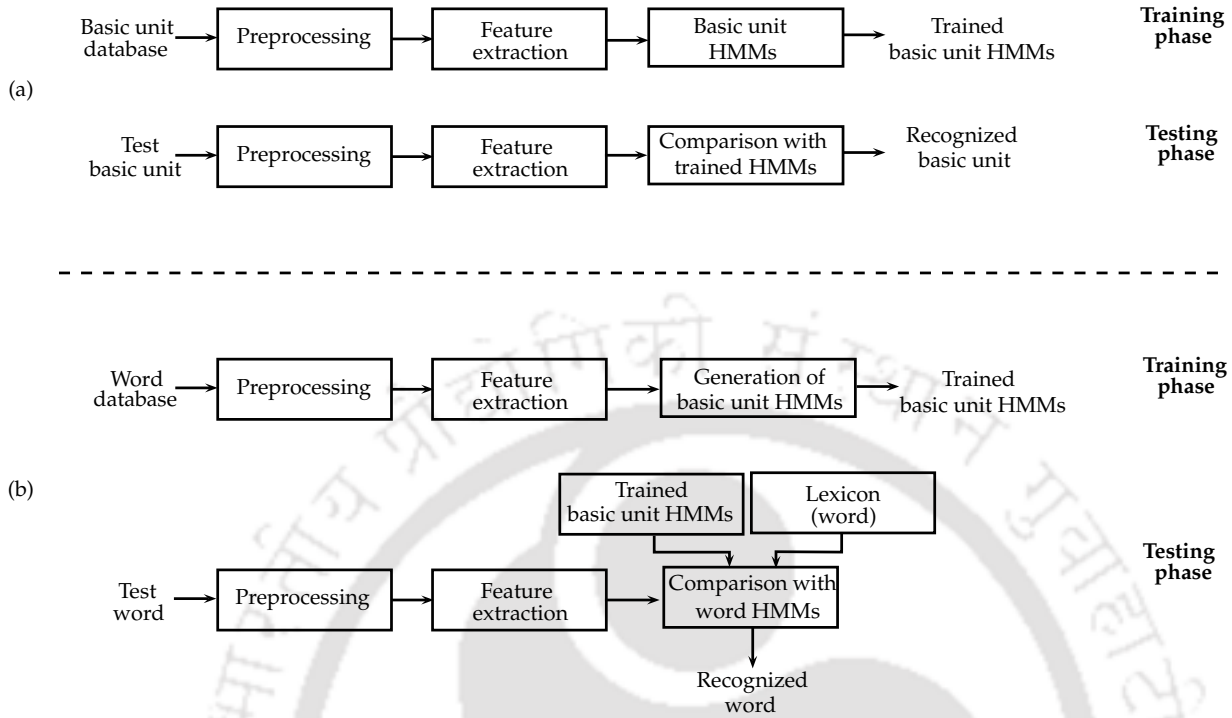 (a)
Basic unit
database
Preprocessing
Feature
extraction
Basic unit
HMMs
Trained
basic unit HMMs
Training
phase
Test
basic unit
Preprocessing
Feature
extraction
Comparison with
trained HMMs
Recognized
basic unit
Testing
phase
(b)
Word
database
Preprocessing
Feature
extraction
Generation of
basic unit HMMs
Trained
basic unit HMMs
Training
phase
Trained
basic unit HMMs
Lexicon
(word)
Test
word
Preprocessing
Feature
extraction
Comparison with
word HMMs
Testing
phase
Recognized
word